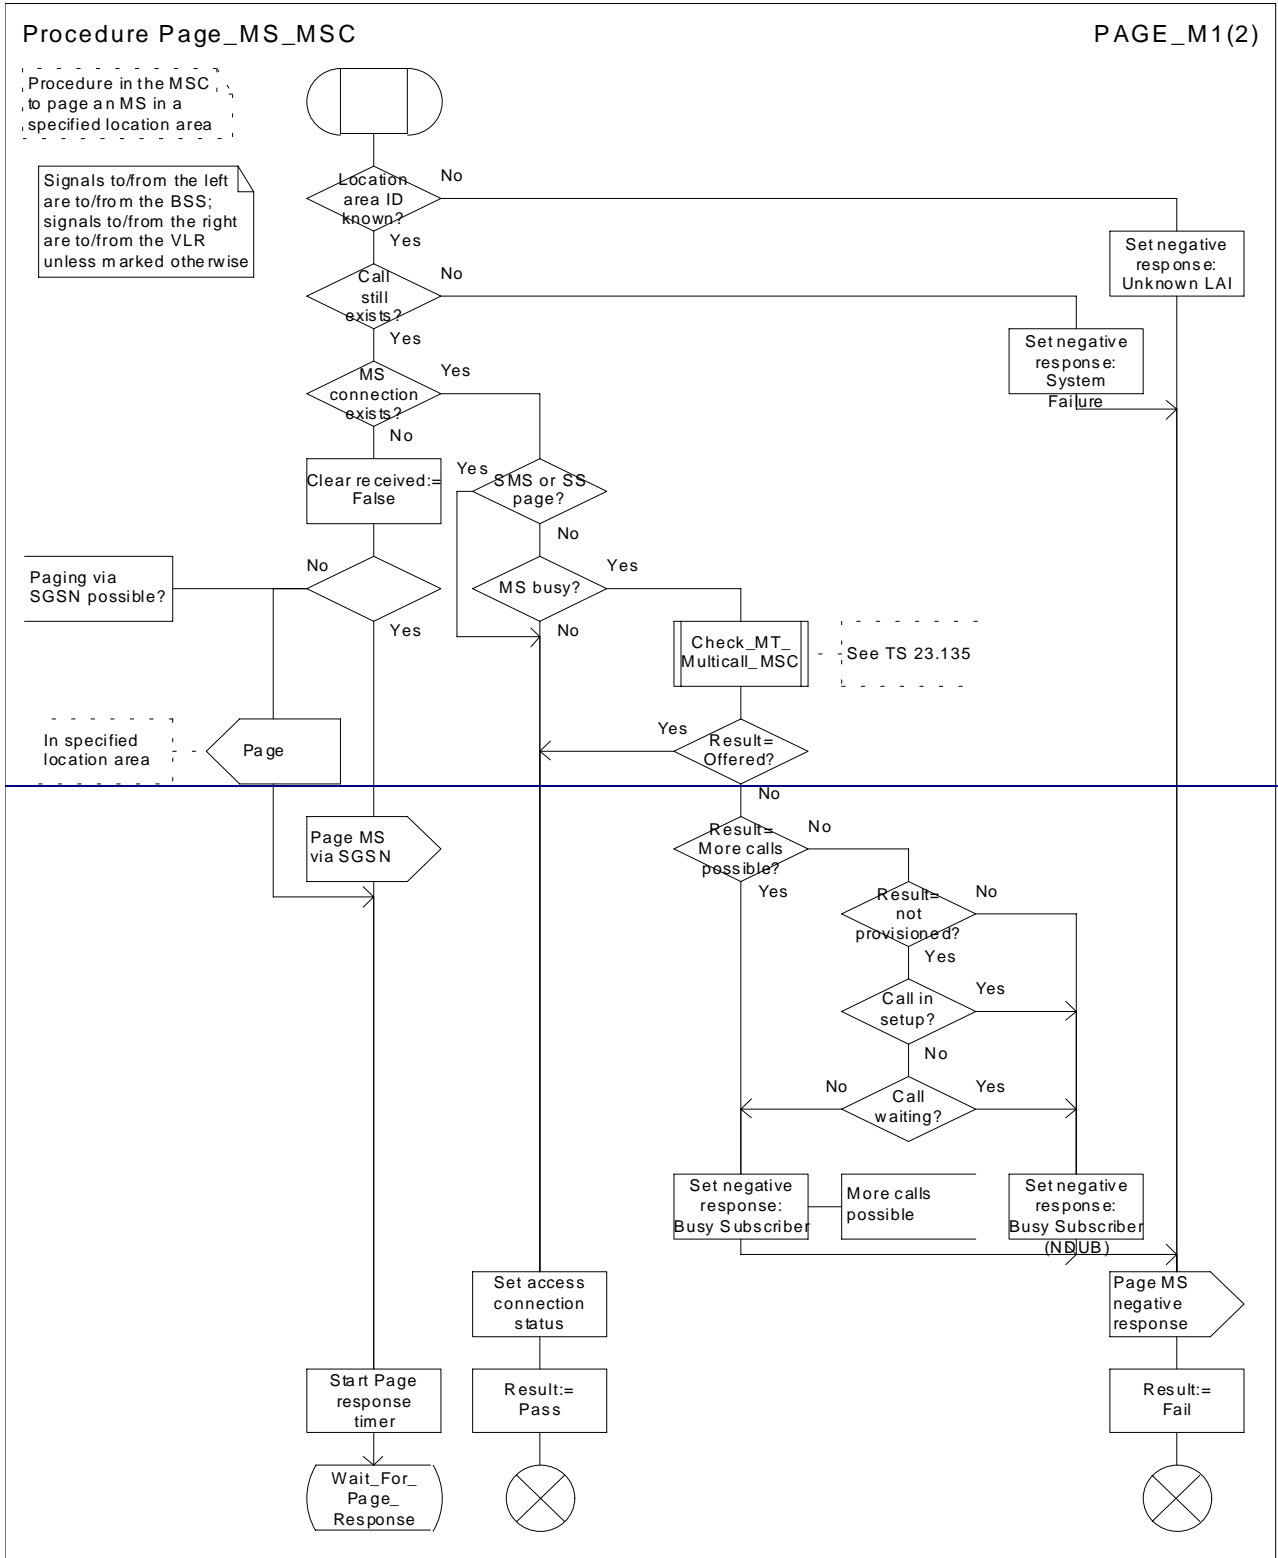 Procedure Page_MS_MSC
PAGE_M1(2)
Procedure in the MSC
to page an MS in a
specified location area
Signals to/from the left
are to/from the BSS;
signals to/from the right
are to/from the VLR
unless marked otherwise
Location
area ID
known?
No
Yes
Set negative
response:
Unknown LAI
Call
still
exists?
No
Yes
Set negative
response:
System
Failure
MS
connection
exists?
Yes
No
Clear received:=
False
Yes
SMS or SS
page?
No
Paging via
SGSN possible?
No
Yes
MS busy?
Yes
No
Check_MT_
Multicall_MSC
See TS 23.135
In specified
location area
Page
Yes
Result=
Offered?
No
Page MS
via SGSN
Result=
More calls
possible?
No
Yes
Result=
not
provisioned?
No
Yes
Call in
setup?
Yes
No
No
Call
waiting?
Yes
Set negative
response:
Busy Subscriber
More calls
possible
Set negative
response:
Busy Subscriber
(NDUB)
Set access
connection
status
Page MS
negative
response
Start Page
response
timer
Result:=
Pass
Result:=
Fail
Wait_For_
Page_
Response